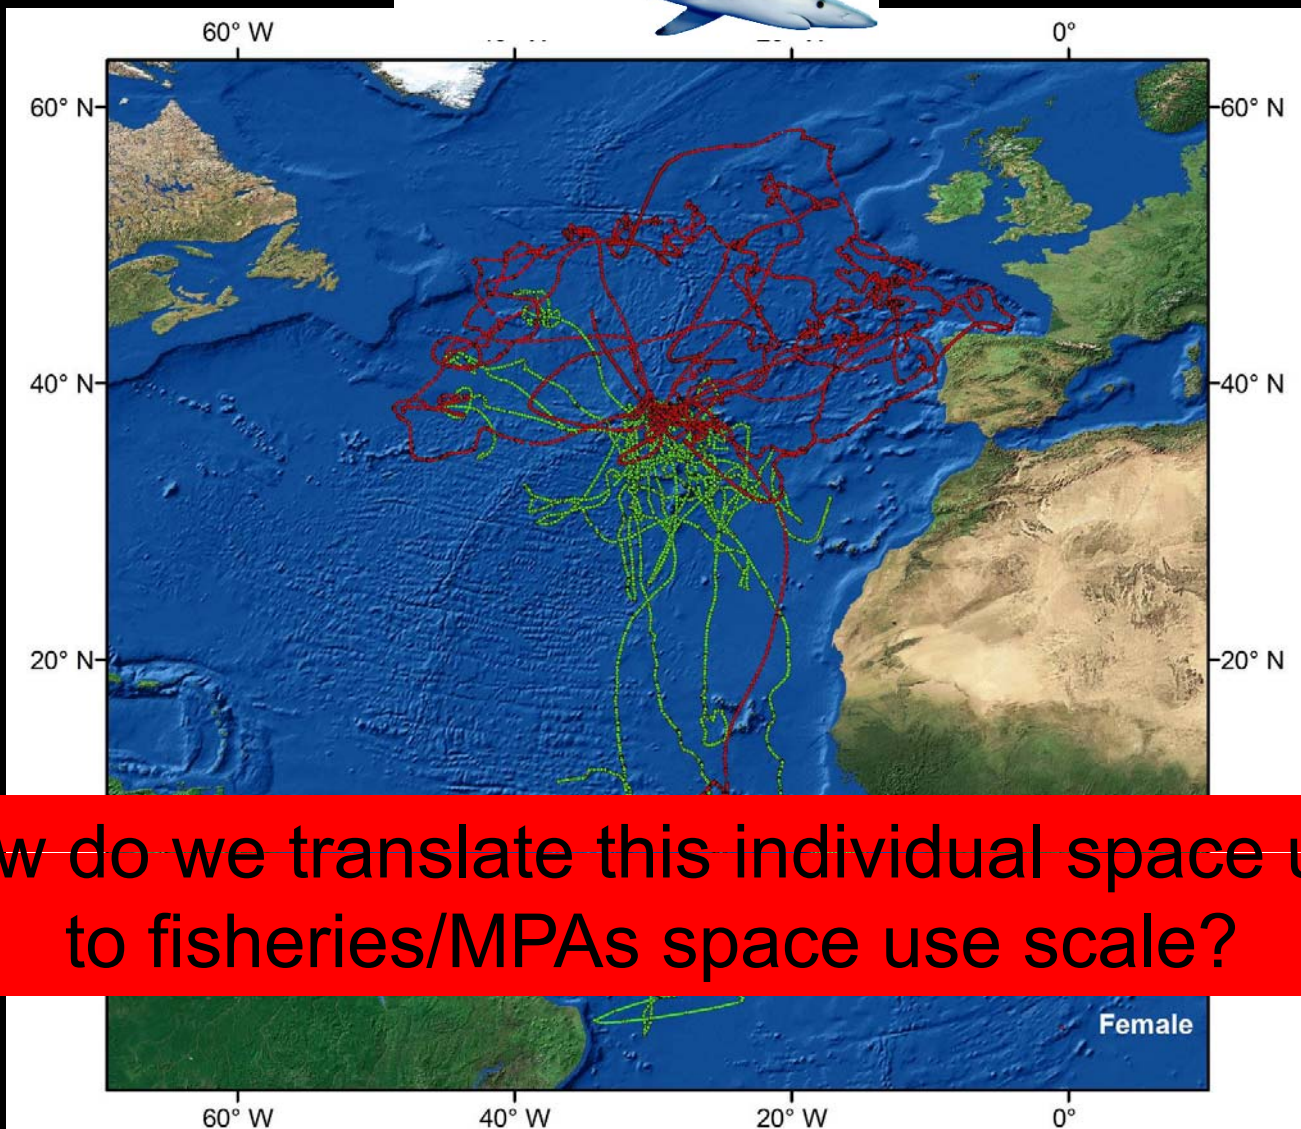 60° W 0°
60° N 60° N
40° N 40° N
20° N 20° N
do we translate this individual space
to fisheries/MPAs space use scale?
Female
60° W 40° W 20° W 0°